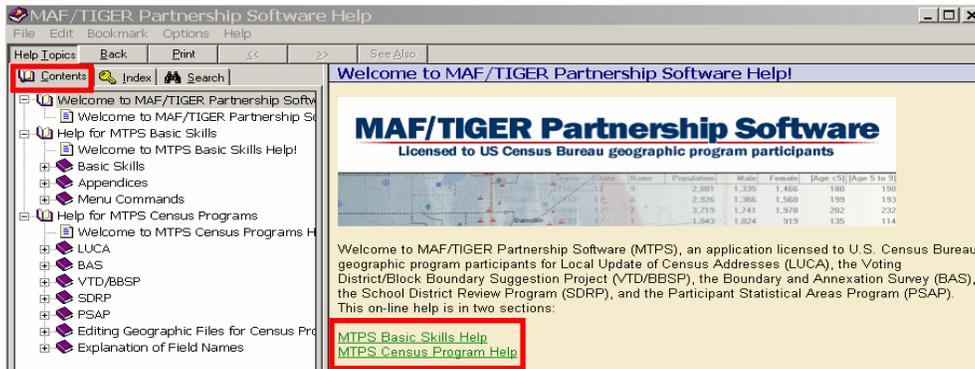 MAF/TIGER Partnership Software Help
File Edit Bookmark Options Help
Help Topics Back Print << >> See Also
Contents Index Search
Welcome to MAF/TIGER Partnership Softw
Welcome to MAF/TIGER Partnership So
Help for MTPS Basic Skills
Welcome to MTPS Basic Skills Help!
Basic Skills
Appendices
Menu Commands
Help for MTPS Census Programs
Welcome to MTPS Census Programs H
LUCA
BAS
VTD/BBSP
SDRP
PSAP
Editing Geographic Files for Census Pro
Explanation of Field Names
Welcome to MAF/TIGER Partnership Software Help!
MAF/TIGER Partnership Software
Licensed to US Census Bureau geographic program participants
Name Population Male Female [Age <5] [Age 5 to 9]
17 9 2,801 1,335 1,466 180 198
6 2,926 1,366 1,560 199 193
7 3,719 1,741 1,978 202 232
1 1,943 1,024 919 135 114
Welcome to MAF/TIGER Partnership Software (MTPS), an application licensed to U.S. Census Bureau
geographic program participants for Local Update of Census Addresses (LUCA), the Voting
District/Block Boundary Suggestion Project (VTD/BBSP), the Boundary and Annexation Survey (BAS),
the School District Review Program (SDRP), and the Participant Statistical Areas Program (PSAP).
This on-line help is in two sections:
MTPS Basic Skills Help
MTPS Census Program Help